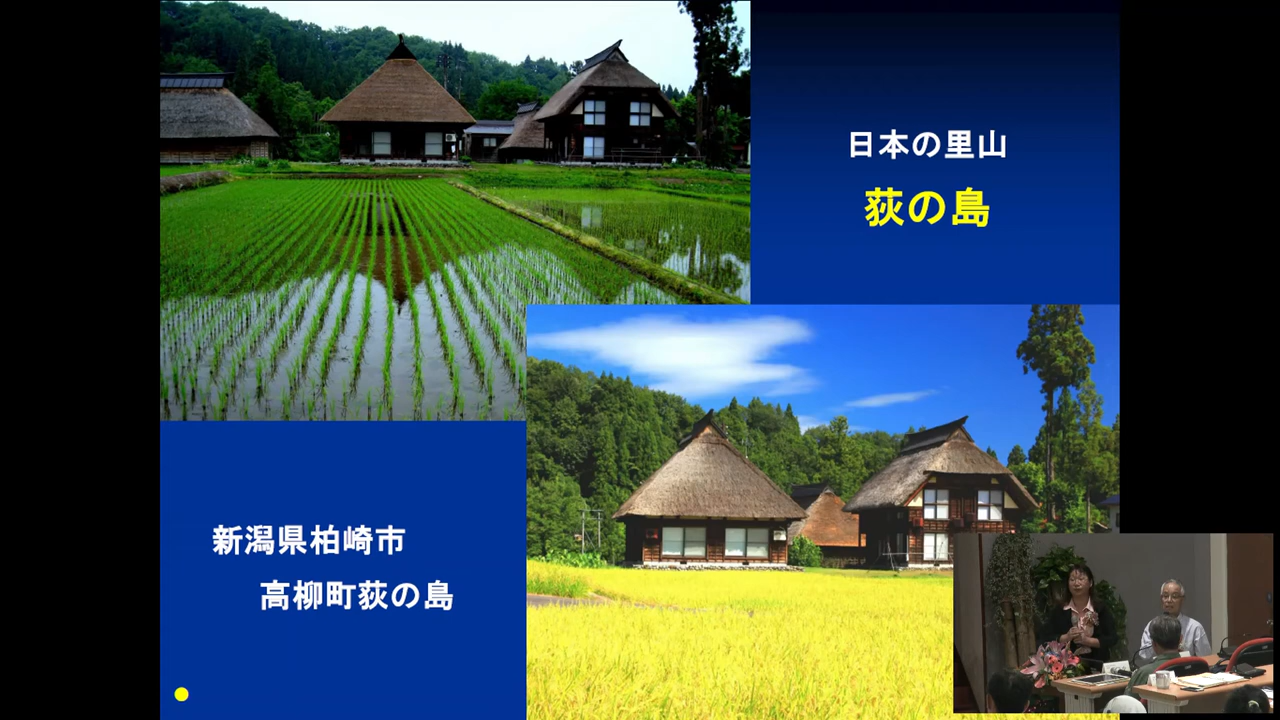 日本の里山
荻の島
新潟県柏崎市
高柳町荻の島